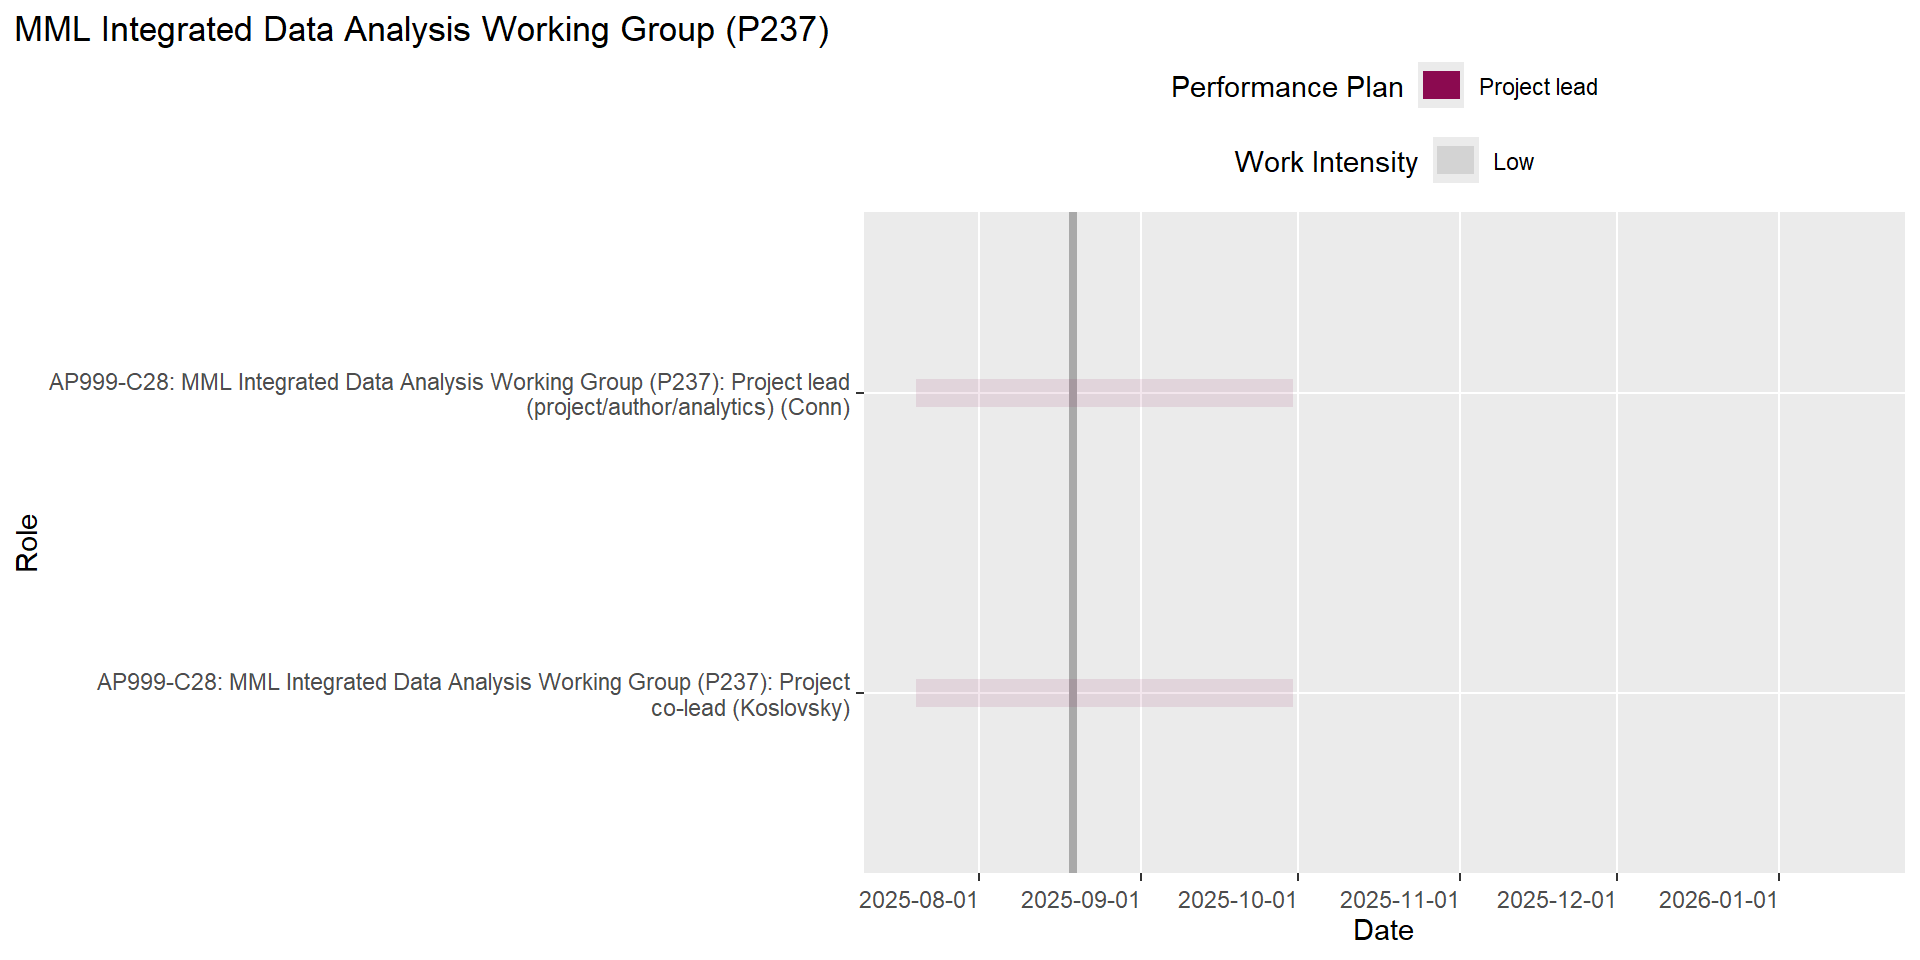 MML Integrated Data Analysis Working Group (P237)
Performance Plan
Project lead
Work Intensity
Low
AP999-C28: MML Integrated Data Analysis Working Group (P237): Project lead
(project/author/analytics) (Conn)
Role
AP999-C28: MML Integrated Data Analysis Working Group (P237): Project
co-lead (Koslovsky)
2025-08-01
2025-09-01
2025-10-01
2025-11-01
2025-12-01
2026-01-01
Date